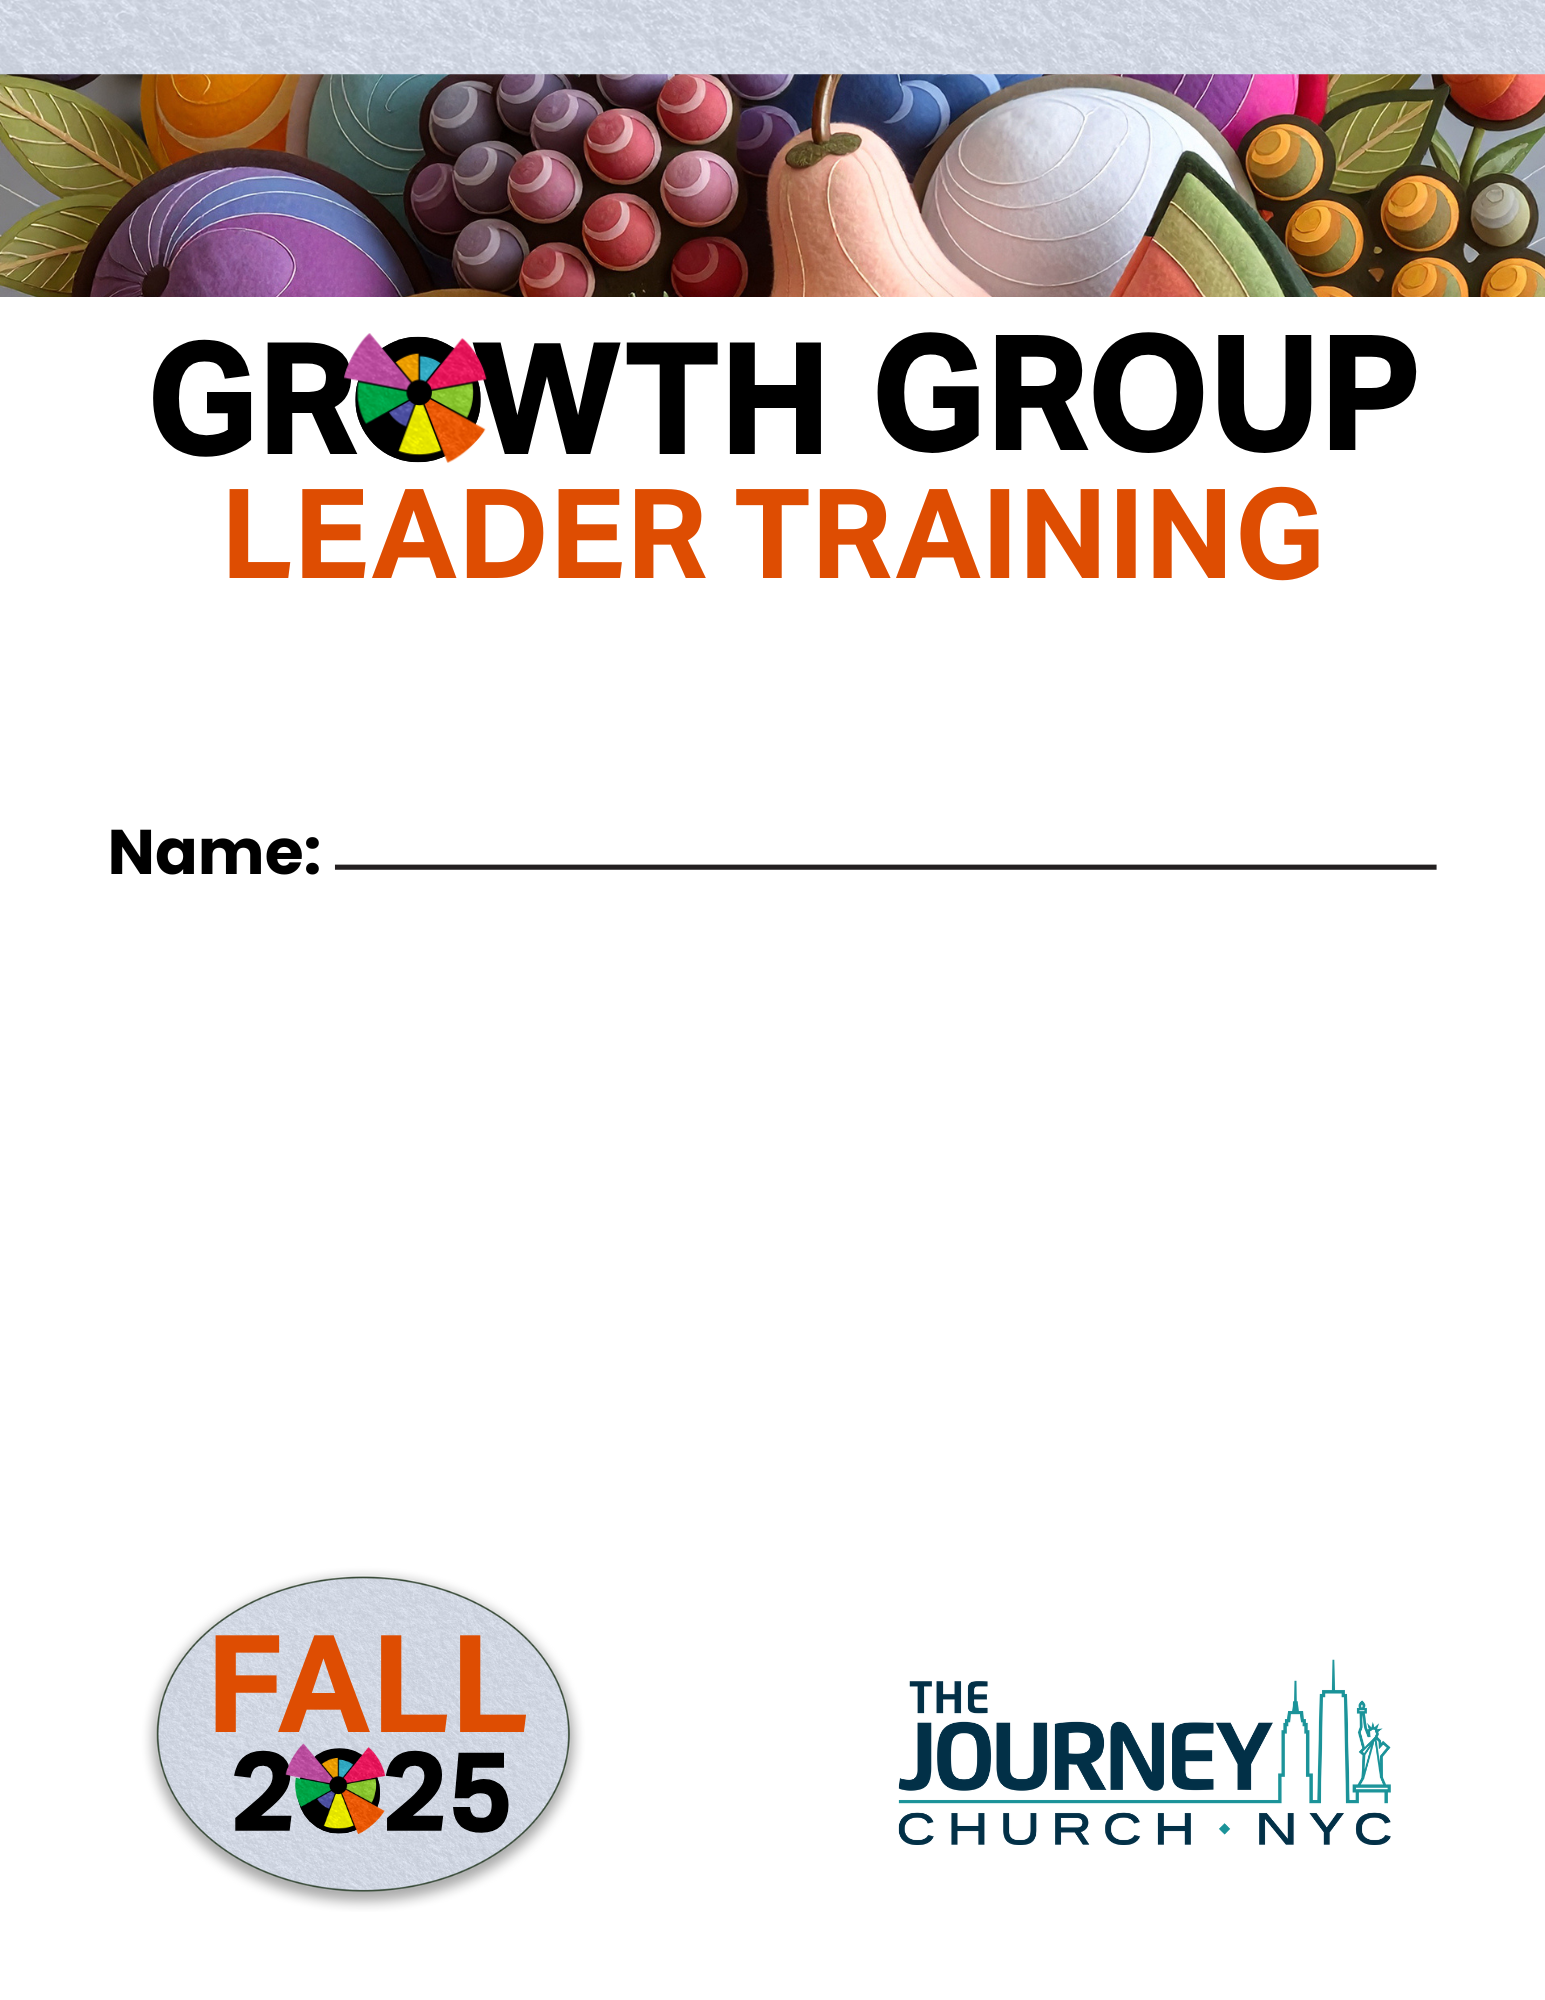 GROWTH GROUP
LEADER TRAINING
Name:
FALL
2025
THE
JOURNEY
CHURCH · NYC